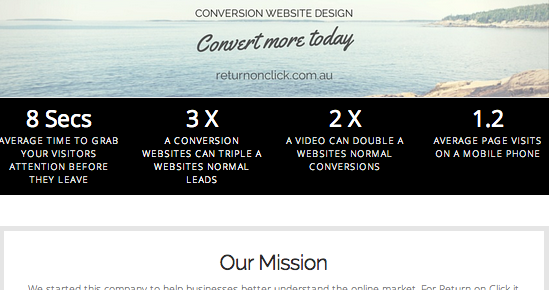 CONVERSION WEBSITE DESIGN
Convert more today
returnonclick.com.au
8 Secs
AVERAGE TIME TO GRAB
YOUR VISITORS
ATTENTION BEFORE
THEY LEAVE
3 X
A CONVERSION
WEBSITES CAN TRIPLE A
WEBSITES NORMAL
LEADS
2 X
A VIDEO CAN DOUBLE A
WEBSITES NORMAL
CONVERSIONS
1.2
AVERAGE PAGE VISITS
ON A MOBILE PHONE
Our Mission
We started this company to help businesses better understand the online market. For Return on Click it